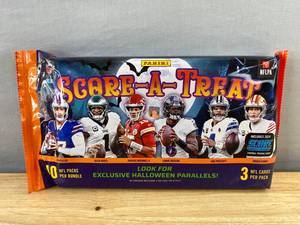 PANINI
NFLPA
SCORE-A-TREAT
SCORE
10
NFL PACKS
PER BUNDLE
LOOK FOR
EXCLUSIVE HALLOWEEN PARALLELS!
3
NFL CARDS
PER PACK